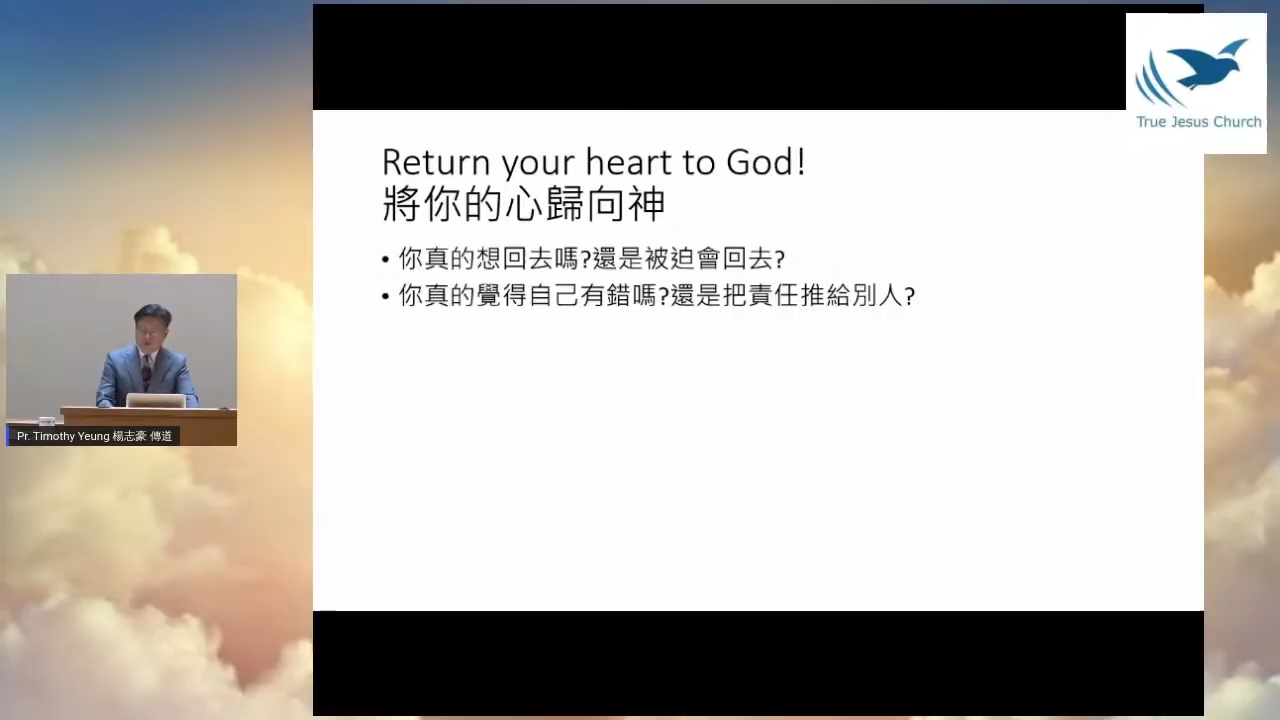 True Jesus Church
Return your heart to God!
將你的心歸向神
• 你真的想回去嗎?還是被迫會回去?
• 你真的覺得自己有錯嗎?還是把責任推給別人?
Pr. Timothy Yeung 楊志豪 傳道